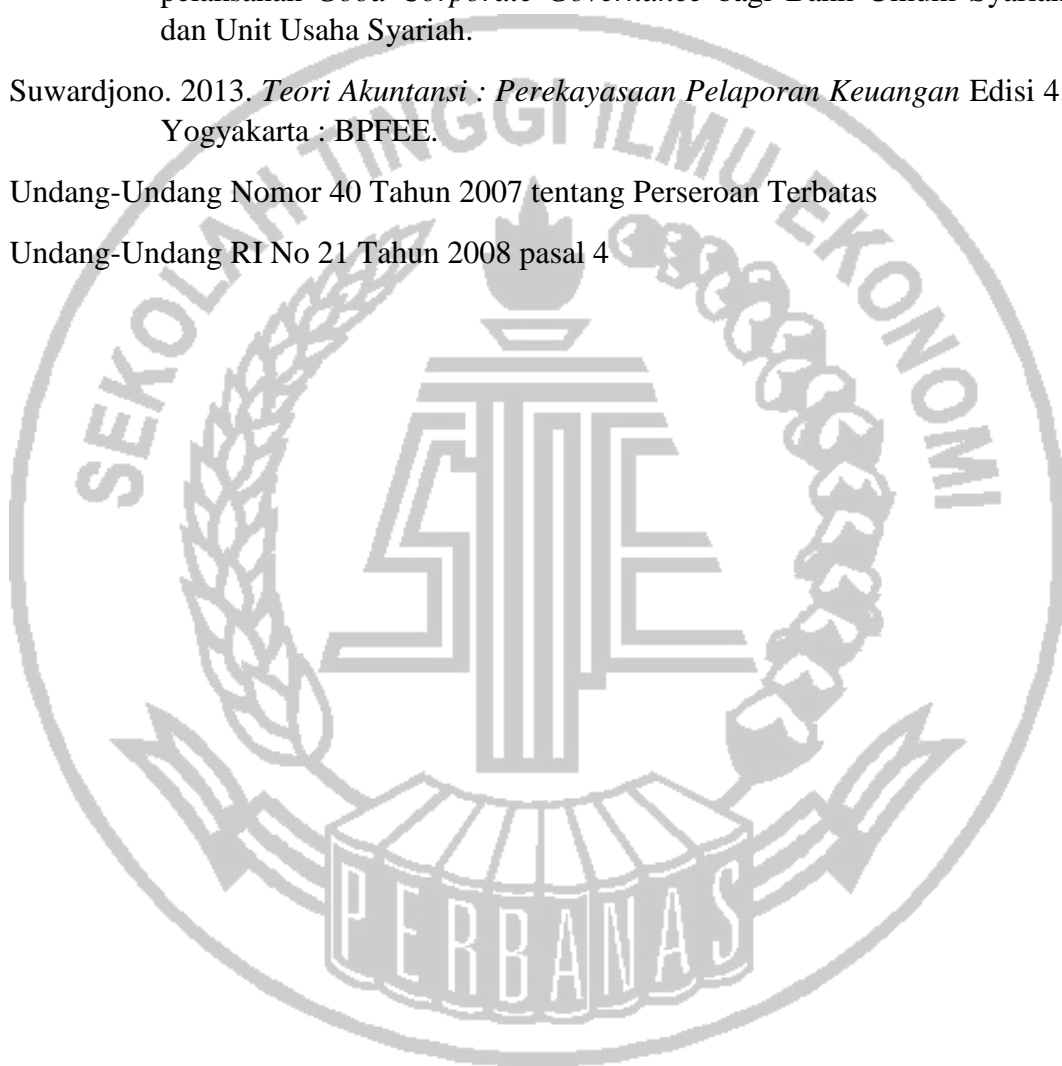 pelaksanan Good Corporate Governance bagi Bank Umum Syariah
dan Unit Usaha Syariah.
Suwardjono. 2013. Teori Akuntansi : Perekayasaan Pelaporan Keuangan Edisi 4
Yogyakarta : BPFEE.
Undang-Undang Nomor 40 Tahun 2007 tentang Perseroan Terbatas
Undang-Undang RI No 21 Tahun 2008 pasal 4
SEKOLAH TINGGI ILMU EKONOMI
STIE
PERBANAS